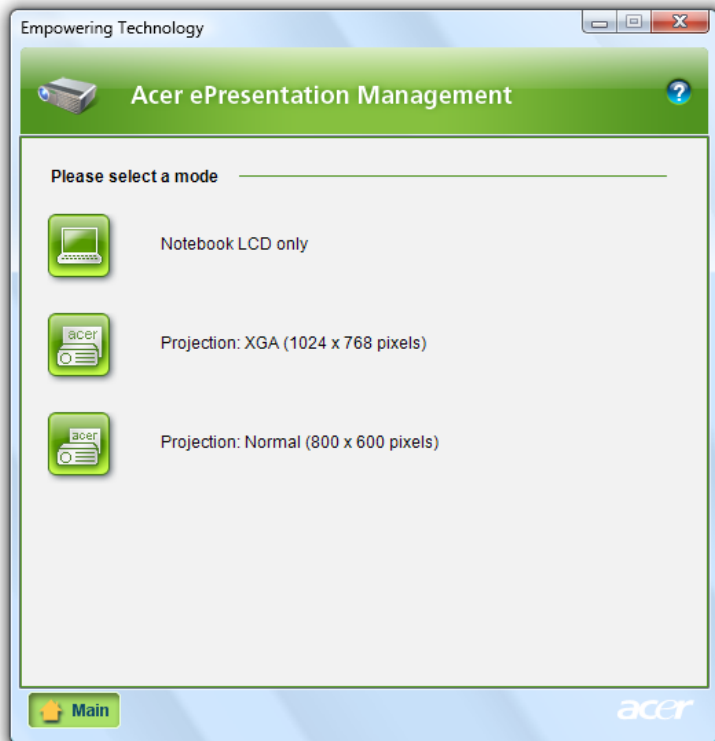 Empowering Technology
Acer ePresentation Management
?
Please select a mode
Notebook LCD only
acer
Projection: XGA (1024 x 768 pixels)
acer
Projection: Normal (800 x 600 pixels)
Main
acer